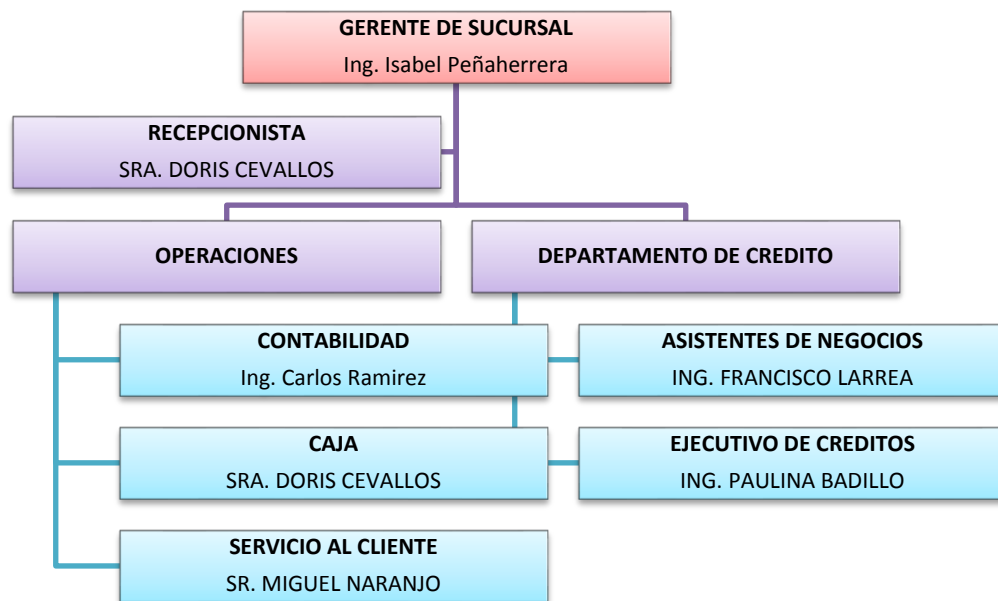 GERENTE DE SUCURSAL
Ing. Isabel Peñaherrera
RECEPCIONISTA
SRA. DORIS CEVALLOS
OPERACIONES
DEPARTAMENTO DE CREDITO
CONTABILIDAD
Ing. Carlos Ramirez
ASISTENTES DE NEGOCIOS
ING. FRANCISCO LARREA
CAJA
SRA. DORIS CEVALLOS
EJECUTIVO DE CREDITOS
ING. PAULINA BADILLO
SERVICIO AL CLIENTE
SR. MIGUEL NARANJO